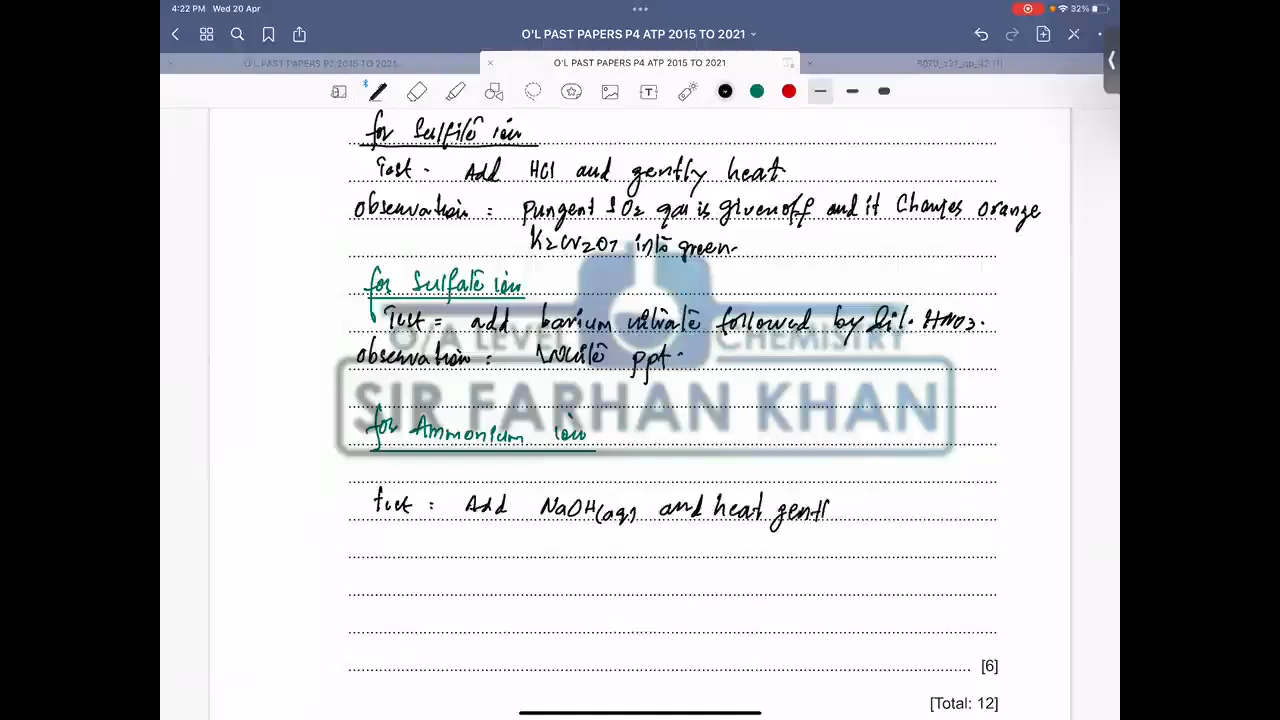 4:22 PM Wed 20 Apr
32%
O'L PAST PAPERS P4 ATP 2015 TO 2021
O'L PAST PAPERS P2 2015 TO 2021
O'L PAST PAPERS P4 ATP 2015 TO 2021
5070_s21_qp_42 (1)
for Sulfite ion
Test - Add HCl and gently heat
observation : pungent SO2 gas is given off and it Changes orange
K2Cr2O7 into green.
for Sulfate ion
Test = add barium nitrate followed by dil. HNO3.
observation : white ppt.
O/A LEVEL CHEMISTRY
SIR FARHAN KHAN
for Ammonium ion
test : Add NaOH(aq) and heat gentl
[6]
[Total: 12]